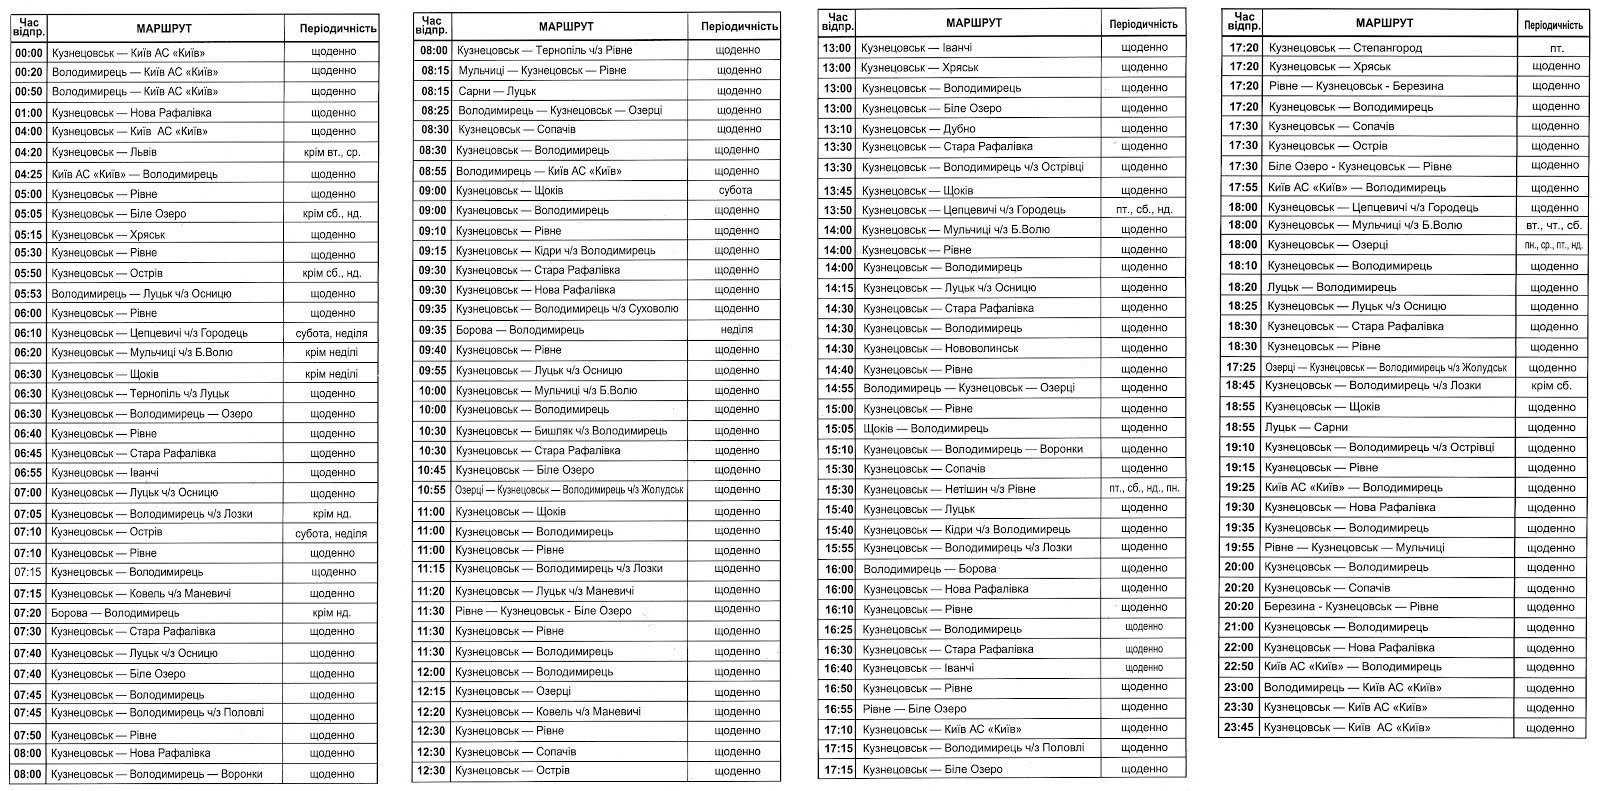 Час відпр. МАРШРУТ Періодичність
00:00 Кузнецовськ — Київ АС «Київ» щоденно
00:20 Володимирець — Київ АС «Київ» щоденно
00:50 Володимирець — Київ АС «Київ» щоденно
01:00 Кузнецовськ — Нова Рафалівка щоденно
04:00 Кузнецовськ — Київ АС «Київ» щоденно
04:20 Кузнецовськ — Львів крім вт., ср.
04:25 Київ АС «Київ» — Володимирець щоденно
05:00 Кузнецовськ — Рівне щоденно
05:05 Кузнецовськ — Біле Озеро крім сб., нд.
05:15 Кузнецовськ — Хряськ щоденно
05:30 Кузнецовськ — Рівне щоденно
05:50 Кузнецовськ — Острів крім сб., нд.
05:53 Володимирець — Луцьк ч/з Осницю щоденно
06:00 Кузнецовськ — Рівне щоденно
06:10 Кузнецовськ — Цепцевичі ч/з Городець субота, неділя
06:20 Кузнецовськ — Мульчиці ч/з Б.Волю крім неділі
06:30 Кузнецовськ — Щоків крім неділі
06:30 Кузнецовськ — Тернопіль ч/з Луцьк щоденно
06:30 Кузнецовськ — Володимирець — Озеро щоденно
06:40 Кузнецовськ — Рівне щоденно
06:45 Кузнецовськ — Стара Рафалівка щоденно
06:55 Кузнецовськ — Іванчі щоденно
07:00 Кузнецовськ — Луцьк ч/з Осницю щоденно
07:05 Кузнецовськ — Володимирець ч/з Лозки крім нд.
07:10 Кузнецовськ — Острів субота, неділя
07:10 Кузнецовськ — Рівне щоденно
07:15 Кузнецовськ — Володимирець щоденно
07:15 Кузнецовськ — Ковель ч/з Маневичі щоденно
07:20 Борова — Володимирець крім нд.
07:30 Кузнецовськ — Стара Рафалівка щоденно
07:40 Кузнецовськ — Луцьк ч/з Осницю щоденно
07:40 Кузнецовськ — Біле Озеро щоденно
07:45 Кузнецовськ — Володимирець щоденно
07:45 Кузнецовськ — Володимирець ч/з Половлі щоденно
07:50 Кузнецовськ — Рівне щоденно
08:00 Кузнецовськ — Нова Рафалівка щоденно
08:00 Кузнецовськ — Володимирець — Воронки щоденно
Час відпр. МАРШРУТ Періодичність
08:00 Кузнецовськ — Тернопіль ч/з Рівне щоденно
08:15 Мульчиці — Кузнецовськ — Рівне щоденно
08:15 Сарни — Луцьк щоденно
08:25 Володимирець — Кузнецовськ — Озерці щоденно
08:30 Кузнецовськ — Сопачів щоденно
08:30 Кузнецовськ — Володимирець щоденно
08:55 Володимирець — Київ АС «Київ» щоденно
09:00 Кузнецовськ — Щоків субота
09:00 Кузнецовськ — Володимирець щоденно
09:10 Кузнецовськ — Рівне щоденно
09:15 Кузнецовськ — Кідри ч/з Володимирець щоденно
09:30 Кузнецовськ — Стара Рафалівка щоденно
09:30 Кузнецовськ — Нова Рафалівка щоденно
09:35 Кузнецовськ — Володимирець ч/з Суховолю щоденно
09:35 Борова — Володимирець неділя
09:40 Кузнецовськ — Рівне щоденно
09:55 Кузнецовськ — Луцьк ч/з Осницю щоденно
10:00 Кузнецовськ — Мульчиці ч/з Б.Волю щоденно
10:00 Кузнецовськ — Володимирець щоденно
10:30 Кузнецовськ — Бишляк ч/з Володимирець щоденно
10:30 Кузнецовськ — Стара Рафалівка щоденно
10:45 Кузнецовськ — Біле Озеро щоденно
10:55 Озерці — Кузнецовськ — Володимирець ч/з Жолудськ щоденно
11:00 Кузнецовськ — Щоків щоденно
11:00 Кузнецовськ — Володимирець щоденно
11:00 Кузнецовськ — Рівне щоденно
11:15 Кузнецовськ — Володимирець ч/з Лозки щоденно
11:20 Кузнецовськ — Луцьк ч/з Маневичі щоденно
11:30 Рівне — Кузнецовськ - Біле Озеро щоденно
11:30 Кузнецовськ — Рівне щоденно
11:30 Кузнецовськ — Володимирець щоденно
12:00 Кузнецовськ — Володимирець щоденно
12:15 Кузнецовськ — Озерці щоденно
12:20 Кузнецовськ — Ковель ч/з Маневичі щоденно
12:30 Кузнецовськ — Рівне щоденно
12:30 Кузнецовськ — Сопачів щоденно
12:30 Кузнецовськ — Острів щоденно
Час відпр. МАРШРУТ Періодичність
13:00 Кузнецовськ — Іванчі щоденно
13:00 Кузнецовськ — Хряськ щоденно
13:00 Кузнецовськ — Володимирець щоденно
13:00 Кузнецовськ — Біле Озеро щоденно
13:10 Кузнецовськ — Дубно щоденно
13:30 Кузнецовськ — Стара Рафалівка щоденно
13:30 Кузнецовськ — Володимирець ч/з Острівці щоденно
13:45 Кузнецовськ — Щоків щоденно
13:50 Кузнецовськ — Цепцевичі ч/з Городець пт., сб., нд.
14:00 Кузнецовськ — Мульчиці ч/з Б.Волю щоденно
14:00 Кузнецовськ — Рівне щоденно
14:00 Кузнецовськ — Володимирець щоденно
14:15 Кузнецовськ — Луцьк ч/з Осницю щоденно
14:30 Кузнецовськ — Стара Рафалівка щоденно
14:30 Кузнецовськ — Володимирець щоденно
14:30 Кузнецовськ — Нововолинськ щоденно
14:40 Кузнецовськ — Рівне щоденно
14:55 Володимирець — Кузнецовськ — Озерці щоденно
15:00 Кузнецовськ — Рівне щоденно
15:05 Щоків — Володимирець щоденно
15:10 Кузнецовськ — Володимирець — Воронки щоденно
15:30 Кузнецовськ — Сопачів щоденно
15:30 Кузнецовськ — Нетішин ч/з Рівне пт., сб., нд., пн.
15:40 Кузнецовськ — Луцьк щоденно
15:40 Кузнецовськ — Кідри ч/з Володимирець щоденно
15:55 Кузнецовськ — Володимирець ч/з Лозки щоденно
16:00 Володимирець — Борова щоденно
16:00 Кузнецовськ — Нова Рафалівка щоденно
16:10 Кузнецовськ — Рівне щоденно
16:25 Кузнецовськ — Володимирець щоденно
16:30 Кузнецовськ — Стара Рафалівка щоденно
16:40 Кузнецовськ — Іванчі щоденно
16:50 Кузнецовськ — Рівне щоденно
16:55 Рівне — Біле Озеро щоденно
17:10 Кузнецовськ — Київ АС «Київ» щоденно
17:15 Кузнецовськ — Володимирець ч/з Половлі щоденно
17:15 Кузнецовськ — Біле Озеро щоденно
Час відпр. МАРШРУТ Періодичність
17:20 Кузнецовськ — Степангород пт.
17:20 Кузнецовськ — Хряськ щоденно
17:20 Рівне — Кузнецовськ - Березина щоденно
17:20 Кузнецовськ — Володимирець щоденно
17:30 Кузнецовськ — Сопачів щоденно
17:30 Кузнецовськ — Острів щоденно
17:30 Біле Озеро - Кузнецовськ — Рівне щоденно
17:55 Київ АС «Київ» — Володимирець щоденно
18:00 Кузнецовськ — Цепцевичі ч/з Городець щоденно
18:00 Кузнецовськ — Мульчиці ч/з Б.Волю вт., чт., сб.
18:00 Кузнецовськ — Озерці пн., ср., пт., нд.
18:10 Кузнецовськ — Володимирець щоденно
18:20 Луцьк — Володимирець щоденно
18:25 Кузнецовськ — Луцьк ч/з Осницю щоденно
18:30 Кузнецовськ — Стара Рафалівка щоденно
18:30 Кузнецовськ — Рівне щоденно
17:25 Озерці — Кузнецовськ — Володимирець ч/з Жолудськ щоденно
18:45 Кузнецовськ — Володимирець ч/з Лозки крім сб.
18:55 Кузнецовськ — Щоків щоденно
18:55 Луцьк — Сарни щоденно
19:10 Кузнецовськ — Володимирець ч/з Острівці щоденно
19:15 Кузнецовськ — Рівне щоденно
19:25 Київ АС «Київ» — Володимирець щоденно
19:30 Кузнецовськ — Нова Рафалівка щоденно
19:35 Кузнецовськ — Володимирець щоденно
19:55 Рівне — Кузнецовськ — Мульчиці щоденно
20:00 Кузнецовськ — Володимирець щоденно
20:20 Кузнецовськ — Сопачів щоденно
20:20 Березина - Кузнецовськ — Рівне щоденно
21:00 Кузнецовськ — Володимирець щоденно
22:00 Кузнецовськ — Нова Рафалівка щоденно
22:50 Київ АС «Київ» — Володимирець щоденно
23:00 Володимирець — Київ АС «Київ» щоденно
23:30 Кузнецовськ — Київ АС «Київ» щоденно
23:45 Кузнецовськ — Київ АС «Київ» щоденно